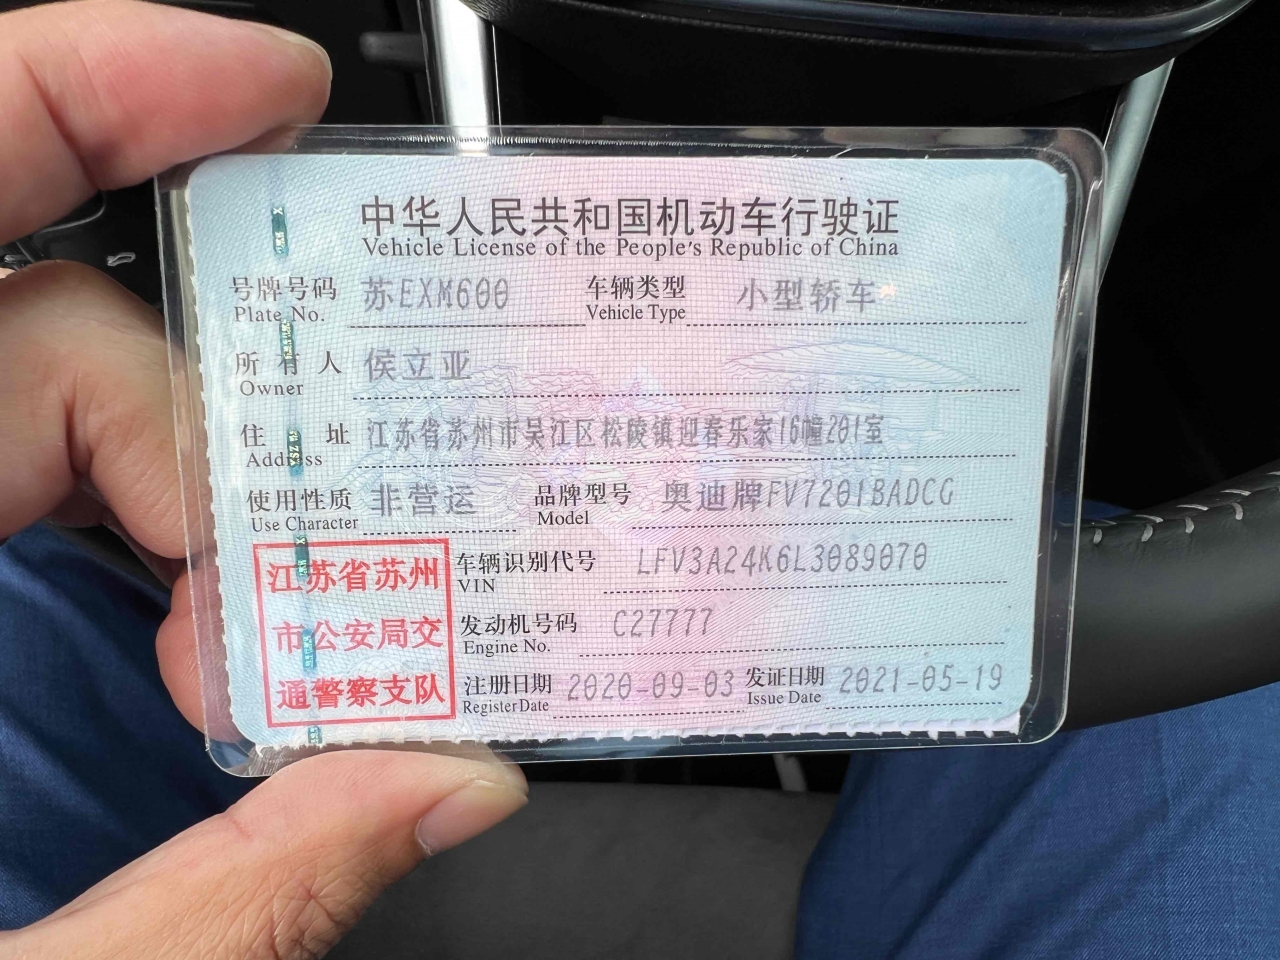 中华人民共和国机动车行驶证
Vehicle License of the People's Republic of China
号牌号码 苏EXM600 车辆类型 小型轿车
Plate No. Vehicle Type
所有人 侯立亚
Owner
住址 江苏省苏州市吴江区松陵镇迎春乐家16幢201室
Address
使用性质 非营运 品牌型号 奥迪牌FV7201BADCG
Use Character Model
江苏省苏州 车辆识别代号 LFV3A24K6L3089070
VIN
市公安局交 发动机号码 C27777
Engine No.
通警察支队 注册日期 2020-09-03 发证日期 2021-05-19
Register Date Issue Date